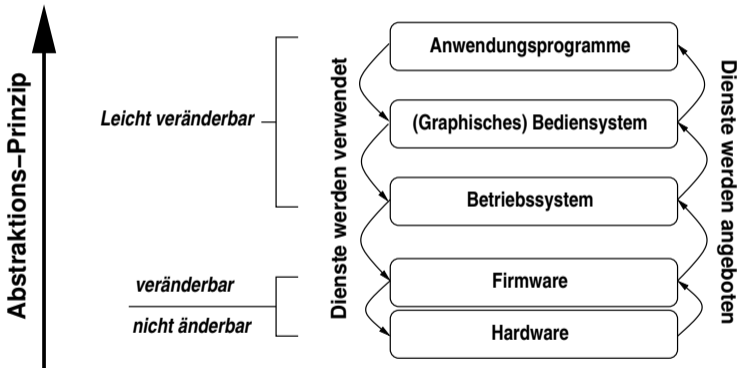 Abstraktions–Prinzip
Leicht veränderbar
veränderbar
nicht änderbar
Dienste werden verwendet
Anwendungsprogramme
(Graphisches) Bediensystem
Betriebssystem
Firmware
Hardware
Dienste werden angeboten